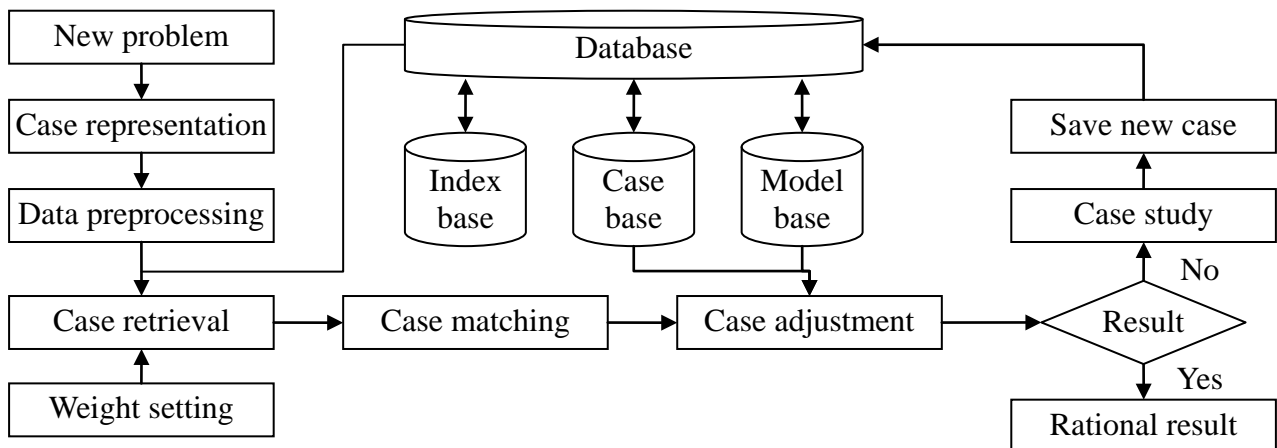 New problem
Database
Case representation
Save new case
Index
base
Case
base
Model
base
Data preprocessing
Case study
No
Case retrieval
Case matching
Case adjustment
Result
Yes
Weight setting
Rational result